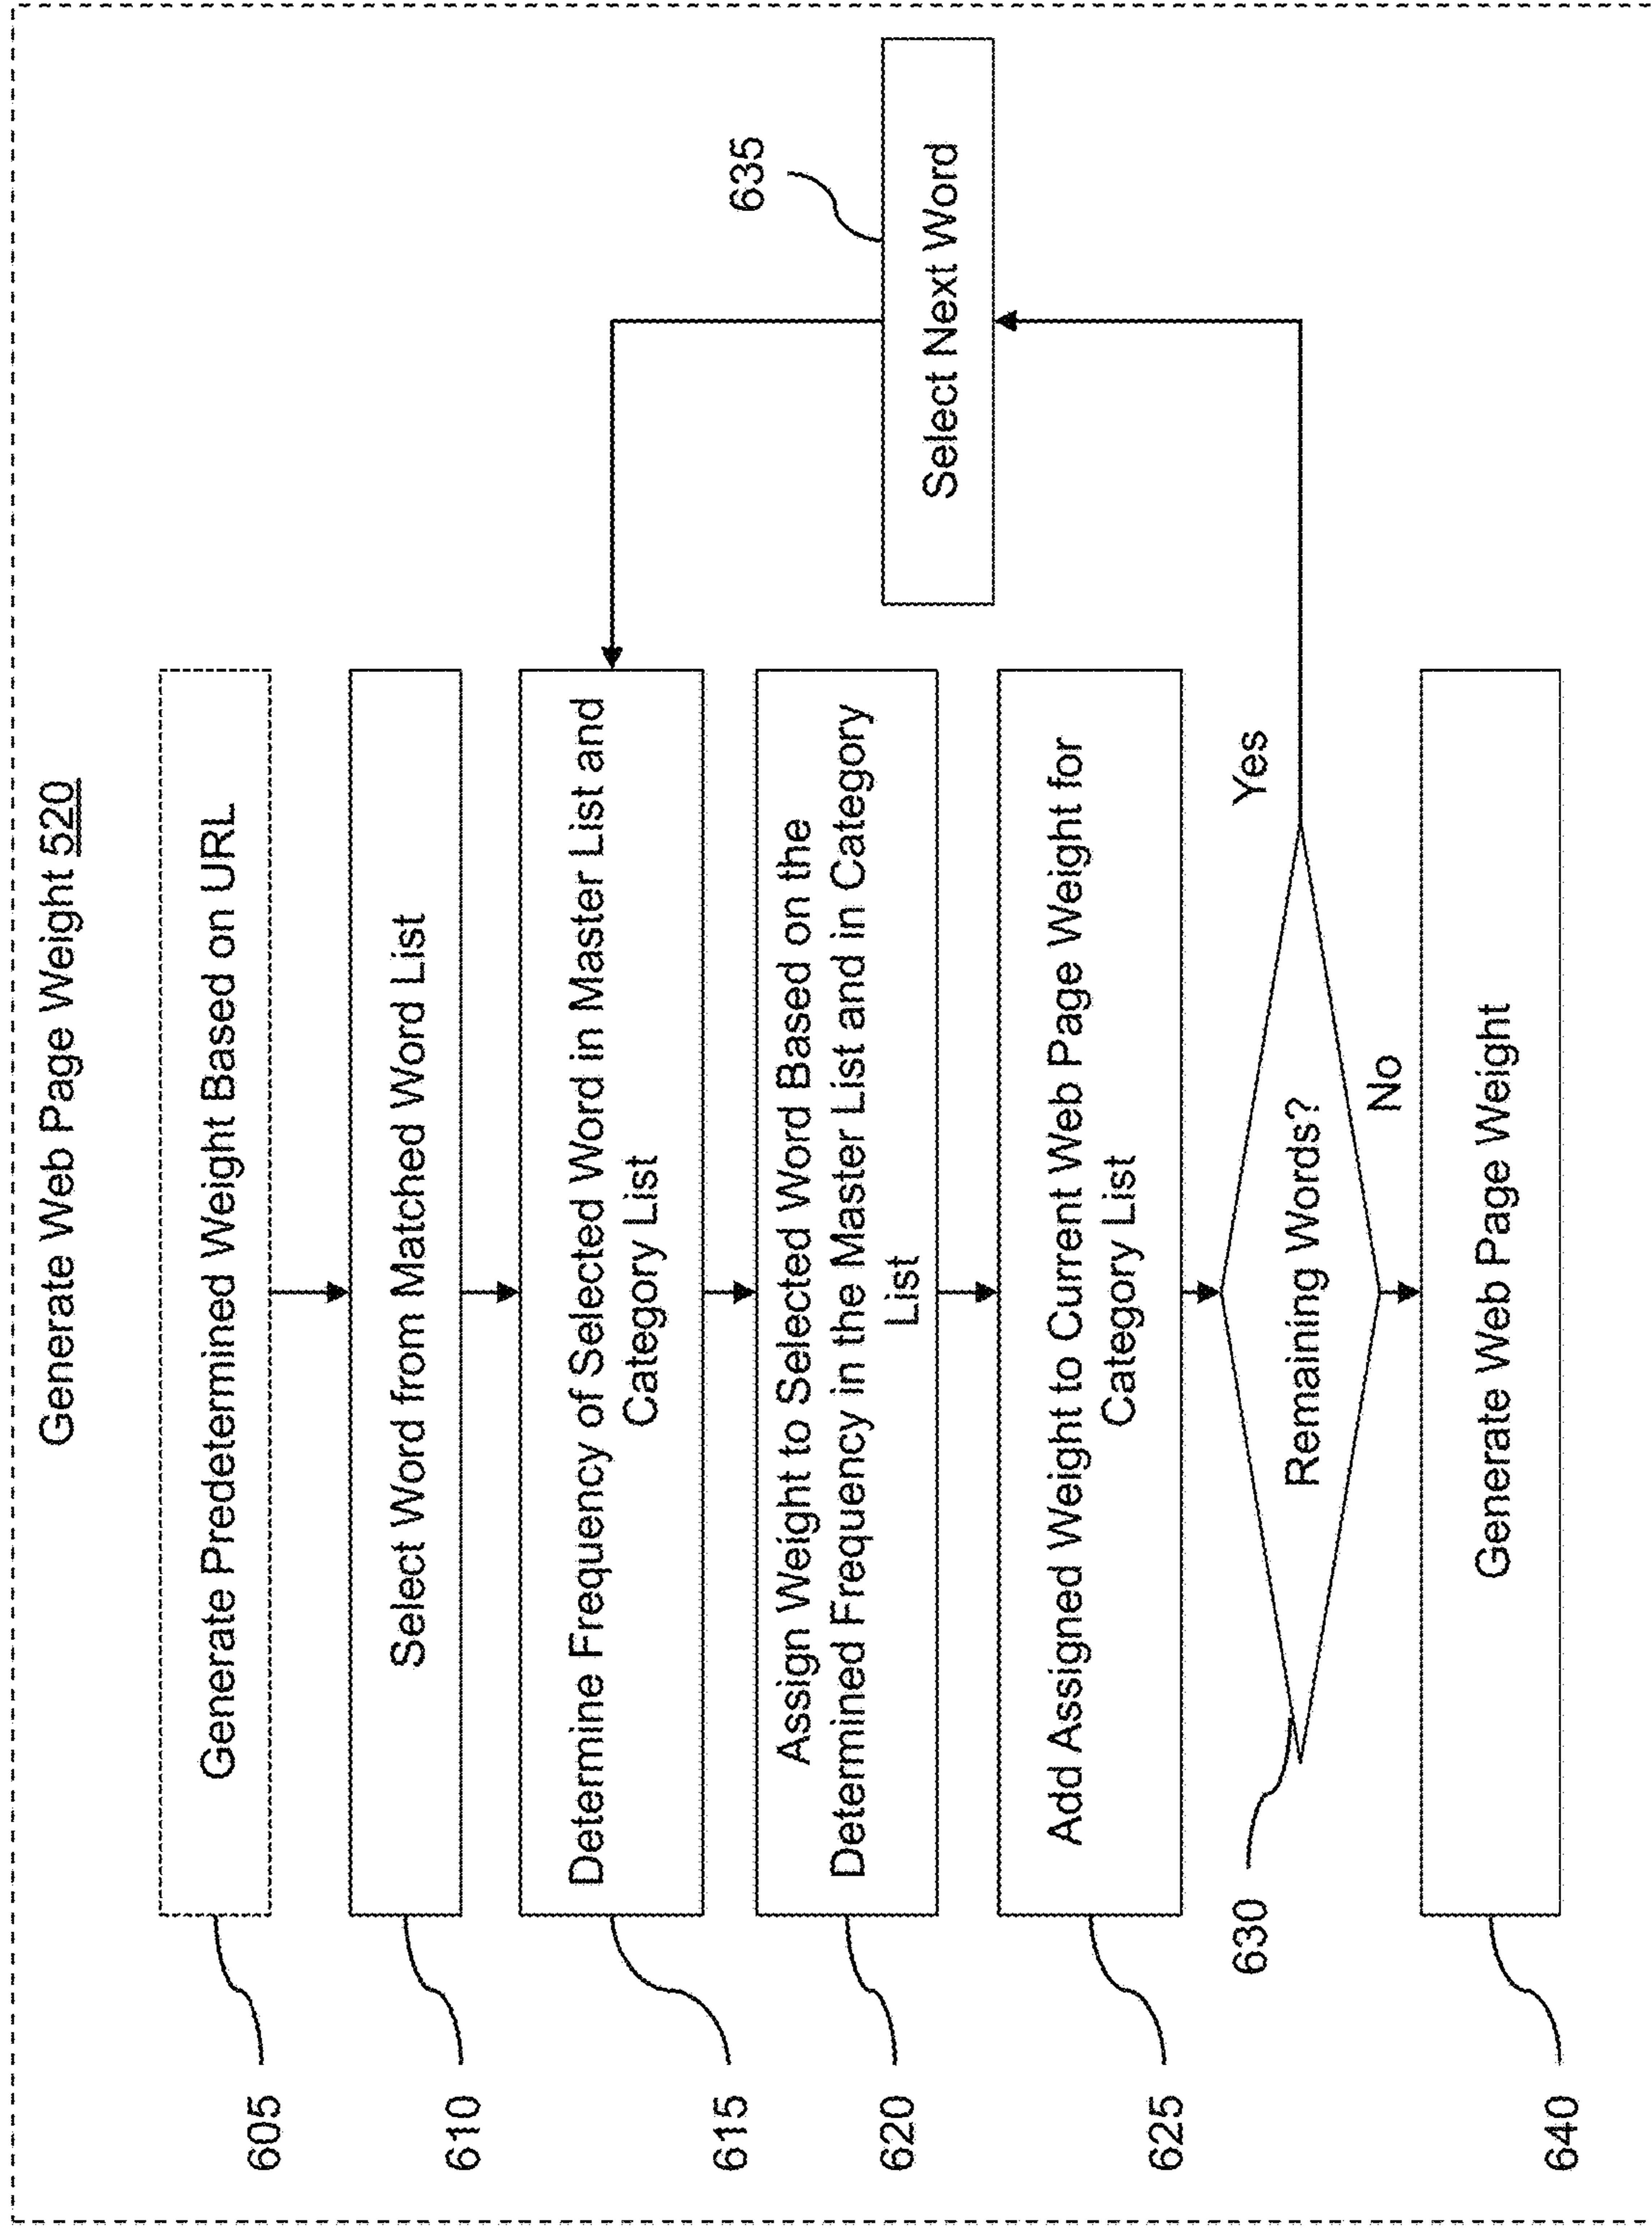 Generate Web Page Weight 520
605
Generate Predetermined Weight Based on URL
610
Select Word from Matched Word List
615
Determine Frequency of Selected Word in Master List and
Category List
620
Assign Weight to Selected Word Based on the
Determined Frequency in the Master List and in Category
List
625
Add Assigned Weight to Current Web Page Weight for
Category List
630
Remaining Words?
Yes
635
Select Next Word
No
640
Generate Web Page Weight